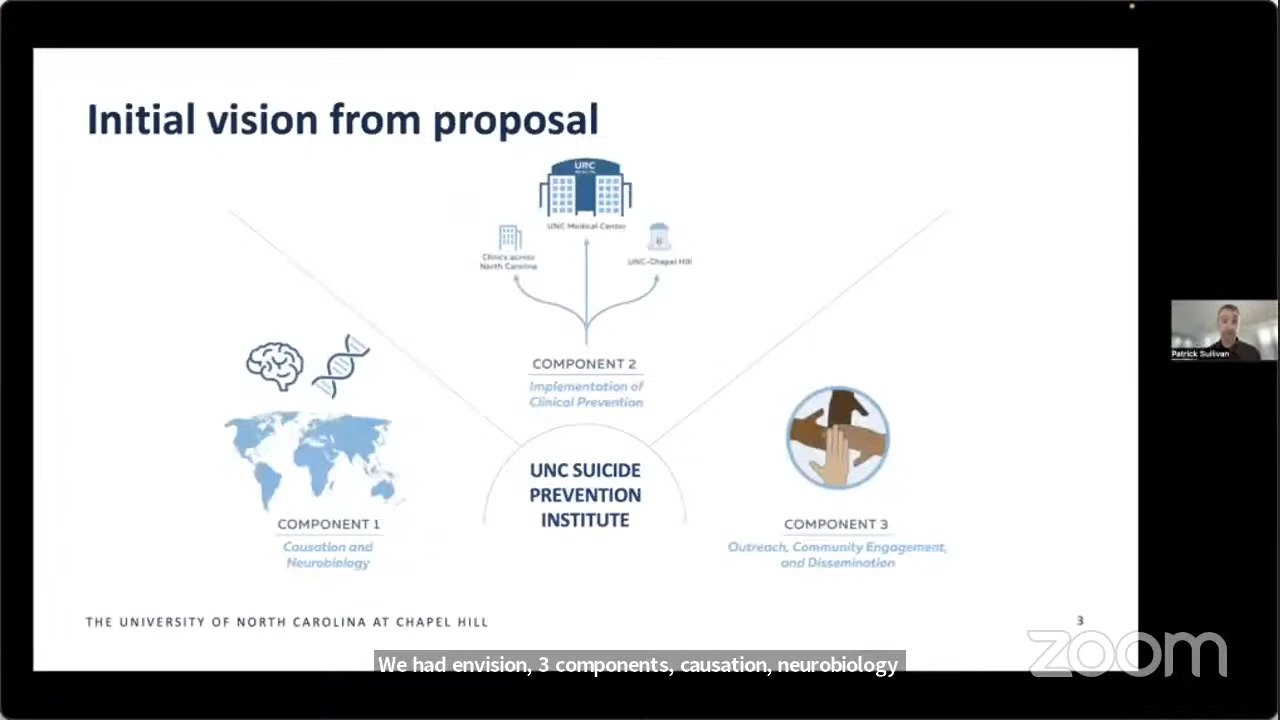 Initial vision from proposal
UNC
UNC Medical Center
Clinics across
North Carolina
UNC-Chapel Hill
COMPONENT 2
Implementation of
Clinical Prevention
UNC SUICIDE
PREVENTION
INSTITUTE
COMPONENT 1
Causation and
Neurobiology
COMPONENT 3
Outreach, Community Engagement,
and Dissemination
THE UNIVERSITY OF NORTH CAROLINA AT CHAPEL HILL
3
Patrick Sullivan
We had envision, 3 components, causation, neurobiology
zoom